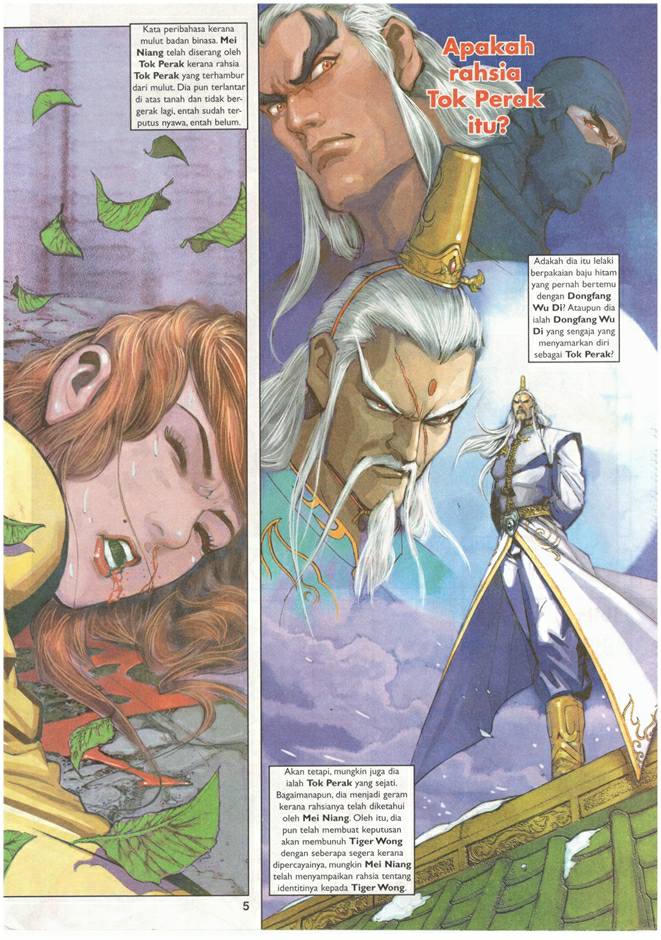 Kata peribahasa kerana
mulut badan binasa. Mei
Niang telah diserang oleh
Tok Perak kerana rahsia
Tok Perak yang terhambur
dari mulut. Dia pun terlantar
di atas tanah dan tidak ber-
gerak lagi, entah sudah ter-
putus nyawa, entah belum.
Apakah
rahsia
Tok Perak
itu?
Adakah dia itu lelaki
berpakaian baju hitam
yang pernah bertemu
dengan Dongfang
Wu Di? Ataupun dia
ialah Dongfang Wu
Di yang sengaja yang
menyamarkan diri
sebagai Tok Perak?
Akan tetapi, mungkin juga dia
ialah Tok Perak yang sejati.
Bagaimanapun, dia menjadi geram
kerana rahsianya telah diketahui
oleh Mei Niang. Oleh itu, dia
pun telah membuat keputusan
akan membunuh Tiger Wong
dengan seberapa segera kerana
dipercayainya, mungkin Mei Niang
telah menyampaikan rahsia tentang
identitinya kepada Tiger Wong.
5